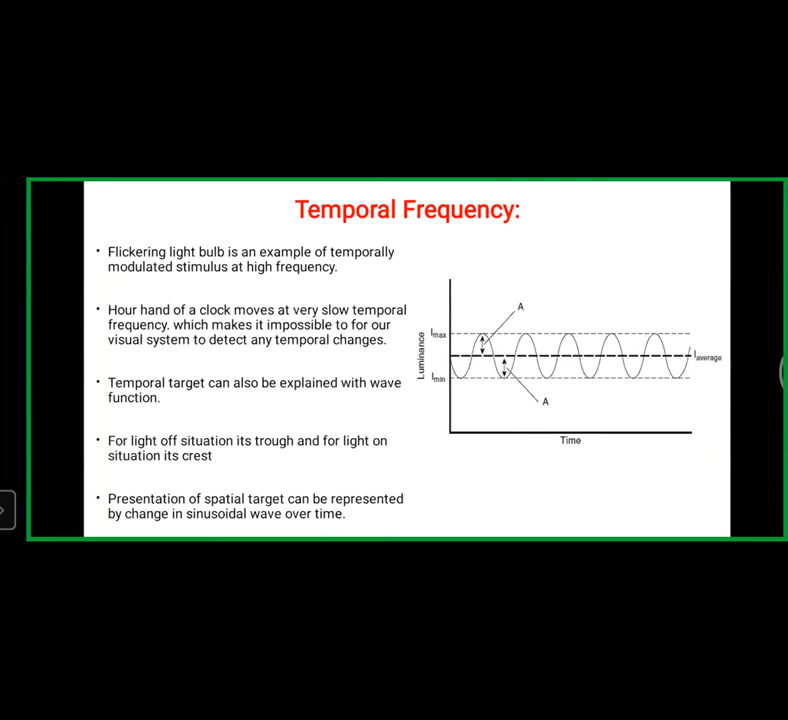 Temporal Frequency:
• Flickering light bulb is an example of temporally
modulated stimulus at high frequency.
• Hour hand of a clock moves at very slow temporal
frequency. which makes it impossible to for our
visual system to detect any temporal changes.
• Temporal target can also be explained with wave
function.
• For light off situation its trough and for light on
situation its crest
• Presentation of spatial target can be represented
by change in sinusoidal wave over time.
A
Imax
Luminance
Iaverage
Imin
A
Time